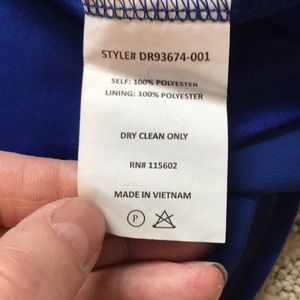 STYLE# DR93674-001
SELF: 100% POLYESTER
LINING: 100% POLYESTER
DRY CLEAN ONLY
RN# 115602
MADE IN VIETNAM
P